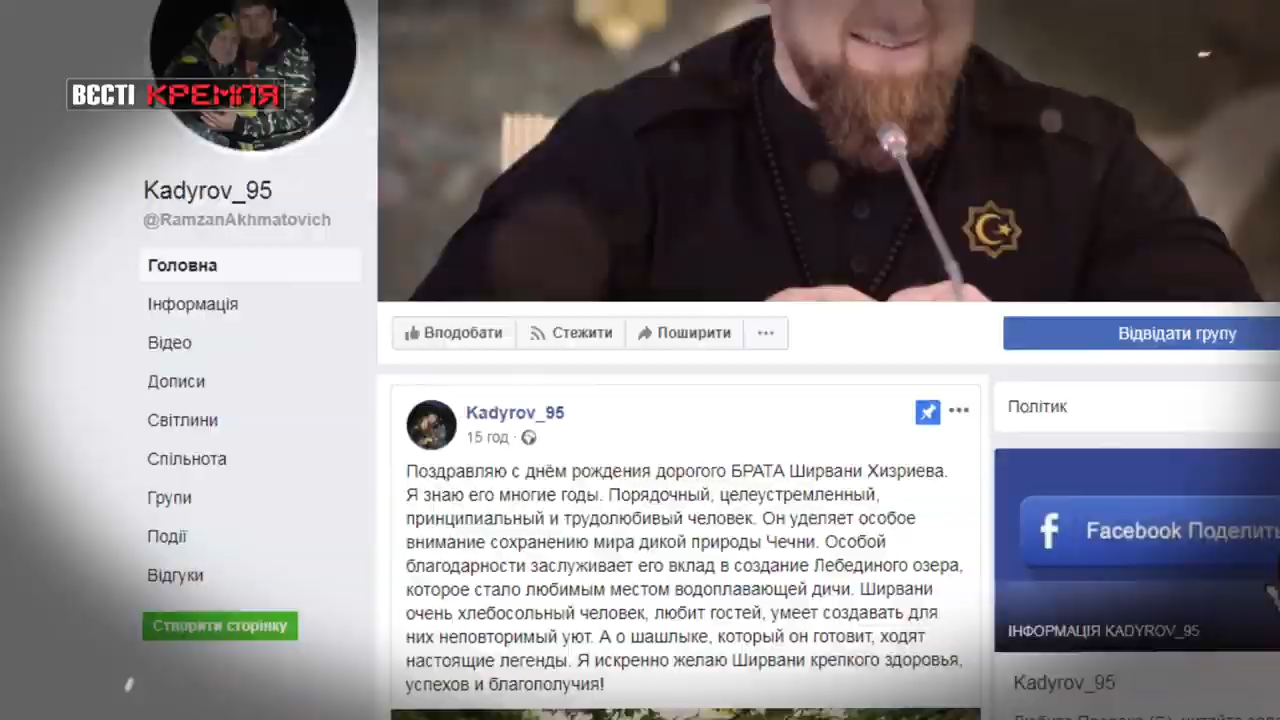 ВЕСТІ КРЕМЛЯ
Kadyrov_95
@RamzanAkhmatovich
Головна
Інформація
Відео
Дописи
Світлини
Спільнота
Групи
Події
Відгуки
Створити сторінку
Вподобати
Стежити
Поширити
Відвідати групу
Kadyrov_95
15 год
Поздравляю с днём рождения дорогого БРАТА Ширвани Хизриева.
Я знаю его многие годы. Порядочный, целеустремленный,
принципиальный и трудолюбивый человек. Он уделяет особое
внимание сохранению мира дикой природы Чечни. Особой
благодарности заслуживает его вклад в создание Лебединого озера,
которое стало любимым местом водоплавающей дичи. Ширвани
очень хлебосольный человек, любит гостей, умеет создавать для
них неповторимый уют. А о шашлыке, который он готовит, ходят
настоящие легенды. Я искренно желаю Ширвани крепкого здоровья,
успехов и благополучия!
Політик
f Facebook Поделить
ІНФОРМАЦІЯ KADYROV_95
Kadyrov_95